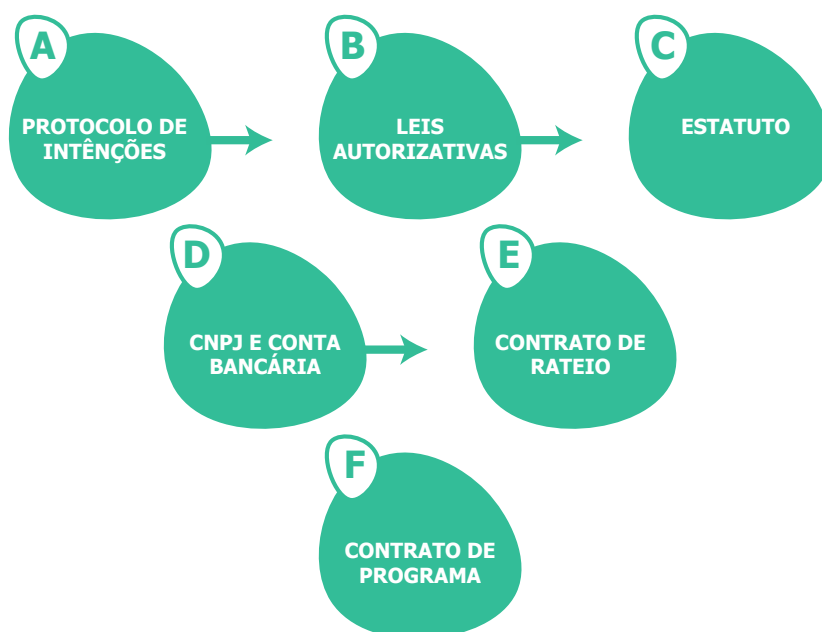 A
PROTOCOLO DE
INTÊNÇÕES
B
LEIS
AUTORIZATIVAS
C
ESTATUTO
D
CNPJ E CONTA
BANCÁRIA
E
CONTRATO DE
RATEIO
F
CONTRATO DE
PROGRAMA